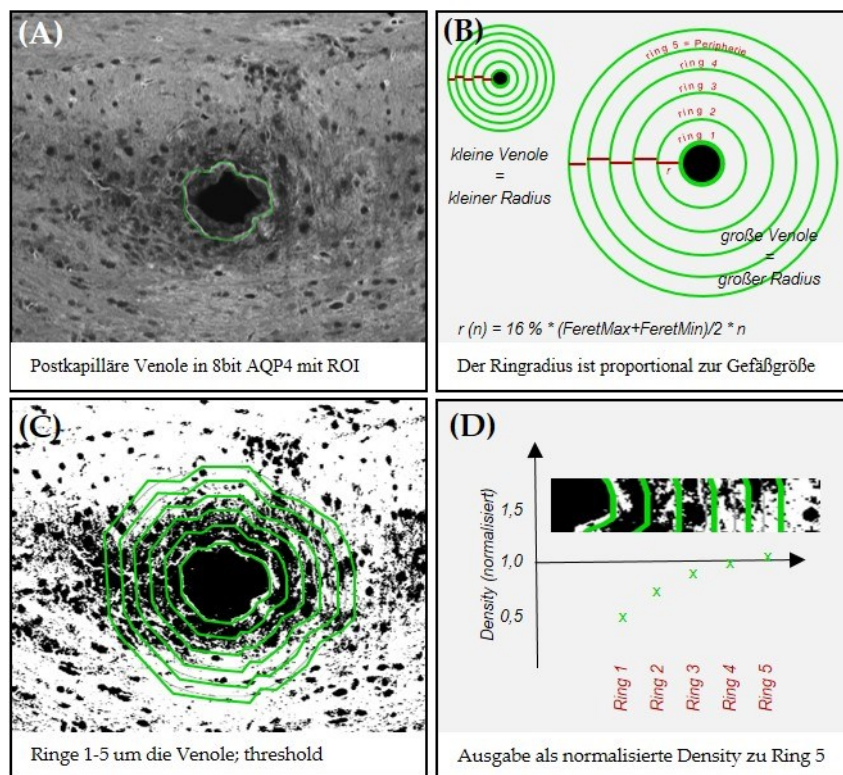 (A)
Postkapilläre Venole in 8bit AQP4 mit ROI
(B)
ring 5 = Peripherie
ring 4
ring 3
ring 2
ring 1
r
kleine Venole
=
kleiner Radius
große Venole
=
großer Radius
r (n) = 16 % * (FeretMax+FeretMin)/2 * n
Der Ringradius ist proportional zur Gefäßgröße
(C)
Ringe 1-5 um die Venole; threshold
(D)
Density (normalisiert)
1,5
1,0
0,5
x x x x x
Ring 1
Ring 2
Ring 3
Ring 4
Ring 5
Ausgabe als normalisierte Density zu Ring 5